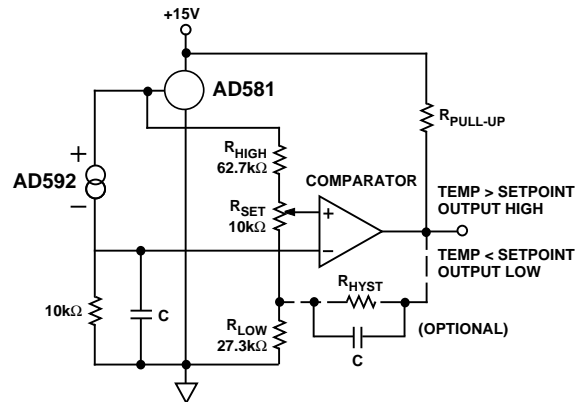 +15V
AD581
RPULL-UP
RHIGH
62.7kΩ
+
AD592
−
COMPARATOR
TEMP > SETPOINT
OUTPUT HIGH
RSET
10kΩ
+
−
TEMP < SETPOINT
OUTPUT LOW
RHYST
10kΩ
C
RLOW
27.3kΩ
C
(OPTIONAL)